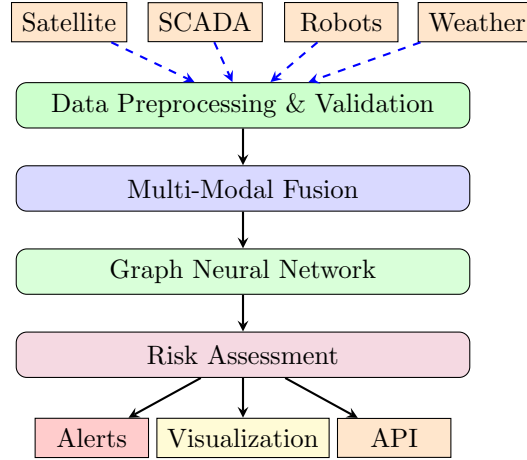 Satellite SCADA Robots Weather
Data Preprocessing & Validation
Multi-Modal Fusion
Graph Neural Network
Risk Assessment
Alerts Visualization API